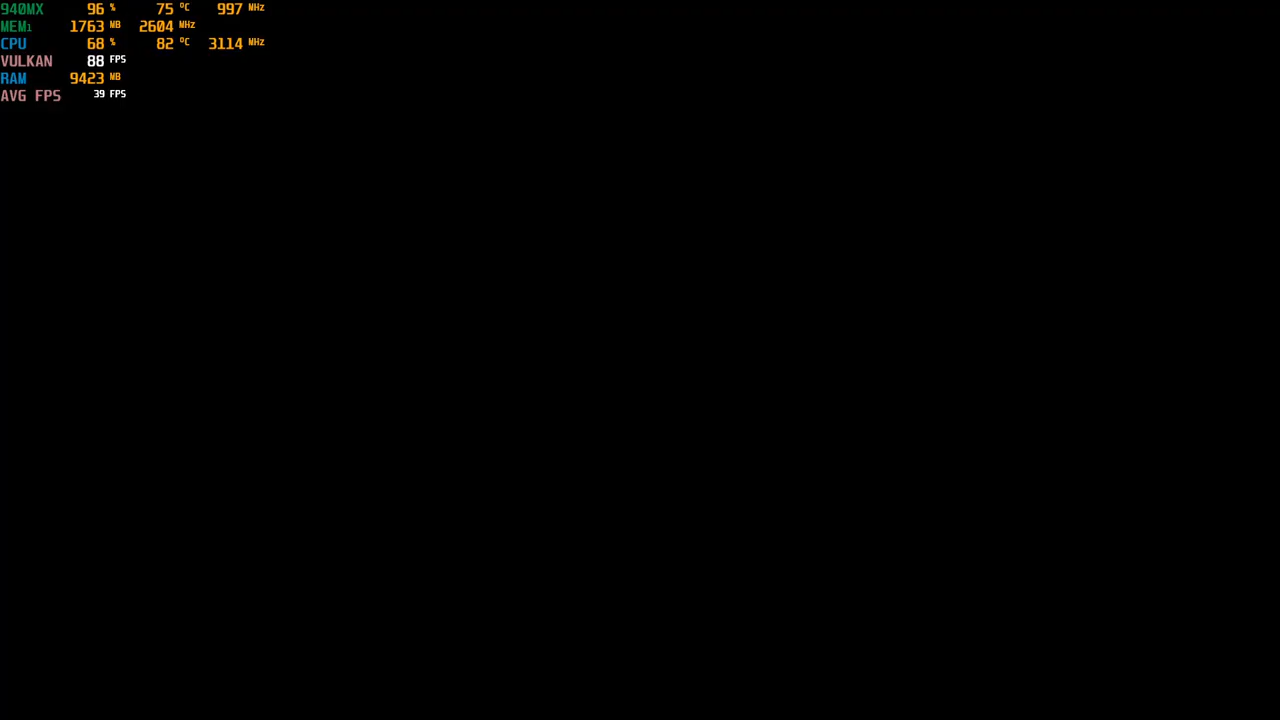 940MX 96 % 75 °C 997 MHz
MEM1 1763 MB 2604 MHz
CPU 68 % 82 °C 3114 MHz
VULKAN 88 FPS
RAM 9423 MB
AVG FPS 39 FPS